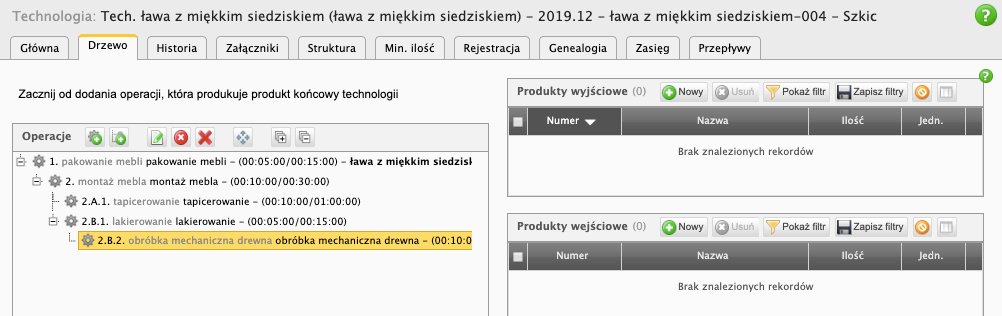 Technologia: Tech. ława z miękkim siedziskiem (ława z miękkim siedziskiem) – 2019.12 – ława z miękkim siedziskiem-004 – Szkic
Główna Drzewo Historia Załączniki Struktura Min. ilość Rejestracja Genealogia Zasięg Przepływy
Zacznij od dodania operacji, która produkuje produkt końcowy technologii
Operacje
1. pakowanie mebli pakowanie mebli – (00:05:00/00:15:00) – ława z miękkim siedzisk
2. montaż mebla montaż mebla – (00:10:00/00:30:00)
2.A.1. tapicerowanie tapicerowanie – (00:10:00/01:00:00)
2.B.1. lakierowanie lakierowanie – (00:05:00/00:15:00)
2.B.2. obróbka mechaniczna drewna obróbka mechaniczna drewna – (00:10:0
Produkty wyjściowe (0) Nowy Usuń Pokaż filtr Zapisz filtry
Numer Nazwa Ilość Jedn.
Brak znalezionych rekordów
Produkty wejściowe (0) Nowy Usuń Pokaż filtr Zapisz filtry
Numer Nazwa Ilość Jedn.
Brak znalezionych rekordów